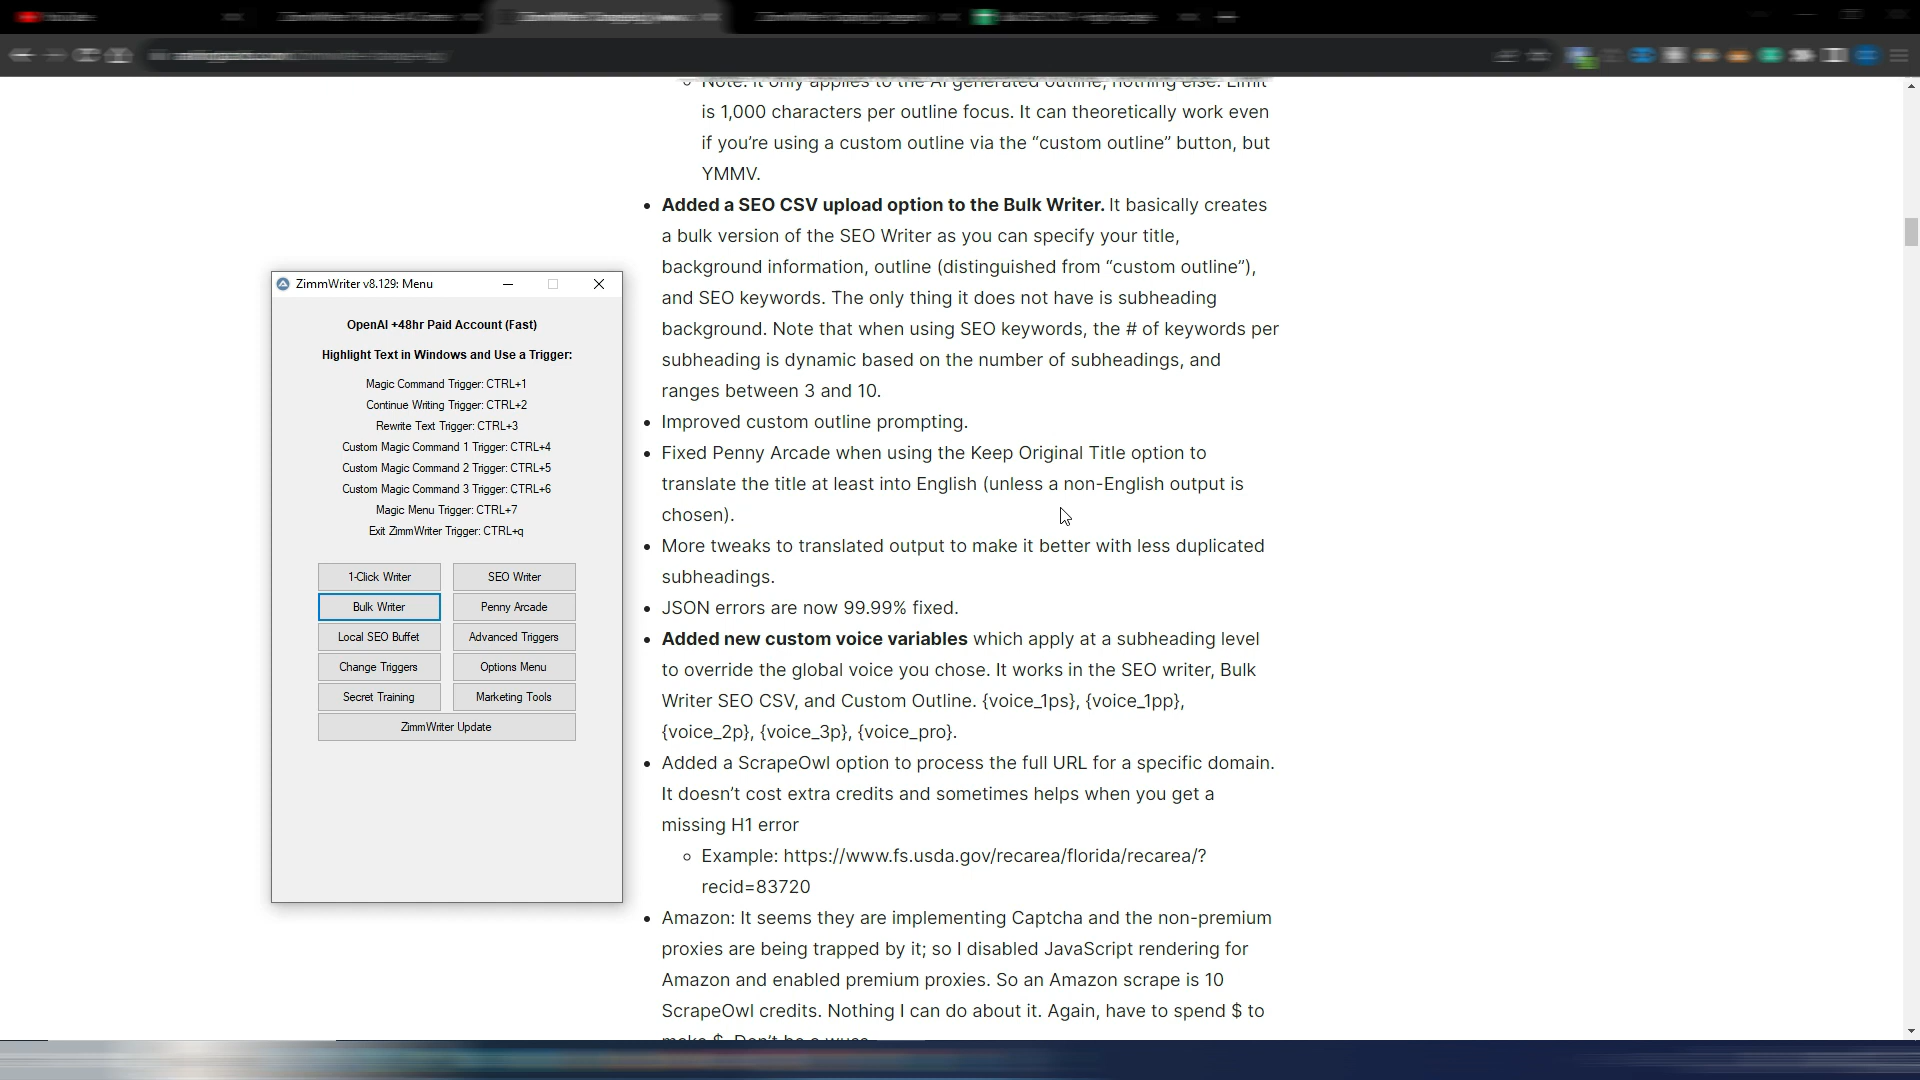 Note: It only applies to the AI generated outline, nothing else. Limit
is 1,000 characters per outline focus. It can theoretically work even
if you’re using a custom outline via the “custom outline” button, but
YMMV.
Added a SEO CSV upload option to the Bulk Writer. It basically creates
a bulk version of the SEO Writer as you can specify your title,
background information, outline (distinguished from “custom outline”),
and SEO keywords. The only thing it does not have is subheading
background. Note that when using SEO keywords, the # of keywords per
subheading is dynamic based on the number of subheadings, and
ranges between 3 and 10.
Improved custom outline prompting.
Fixed Penny Arcade when using the Keep Original Title option to
translate the title at least into English (unless a non-English output is
chosen).
More tweaks to translated output to make it better with less duplicated
subheadings.
JSON errors are now 99.99% fixed.
Added new custom voice variables which apply at a subheading level
to override the global voice you chose. It works in the SEO writer, Bulk
Writer SEO CSV, and Custom Outline. {voice_1ps}, {voice_1pp},
{voice_2p}, {voice_3p}, {voice_pro}.
Added a ScrapeOwl option to process the full URL for a specific domain.
It doesn’t cost extra credits and sometimes helps when you get a
missing H1 error
Example: https://www.fs.usda.gov/recarea/florida/recarea/?
recid=83720
Amazon: It seems they are implementing Captcha and the non-premium
proxies are being trapped by it; so I disabled JavaScript rendering for
Amazon and enabled premium proxies. So an Amazon scrape is 10
ScrapeOwl credits. Nothing I can do about it. Again, have to spend $ to
make $. Don’t be a wuss.
ZimmWriter v8.129: Menu
OpenAI +48hr Paid Account (Fast)
Highlight Text in Windows and Use a Trigger:
Magic Command Trigger: CTRL+1
Continue Writing Trigger: CTRL+2
Rewrite Text Trigger: CTRL+3
Custom Magic Command 1 Trigger: CTRL+4
Custom Magic Command 2 Trigger: CTRL+5
Custom Magic Command 3 Trigger: CTRL+6
Magic Menu Trigger: CTRL+7
Exit ZimmWriter Trigger: CTRL+q
1-Click Writer SEO Writer
Bulk Writer Penny Arcade
Local SEO Buffet Advanced Triggers
Change Triggers Options Menu
Secret Training Marketing Tools
ZimmWriter Update